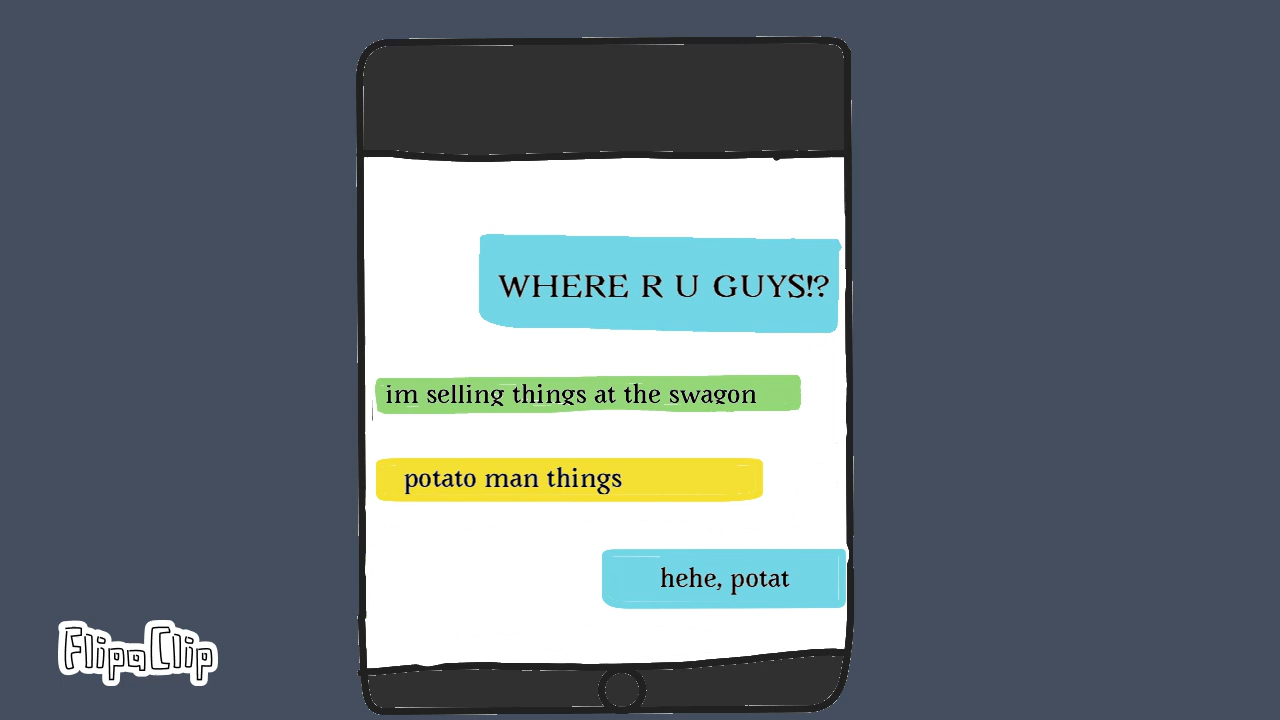 WHERE R U GUYS!?
im selling things at the swagon
potato man things
hehe, potat
FlipaClip